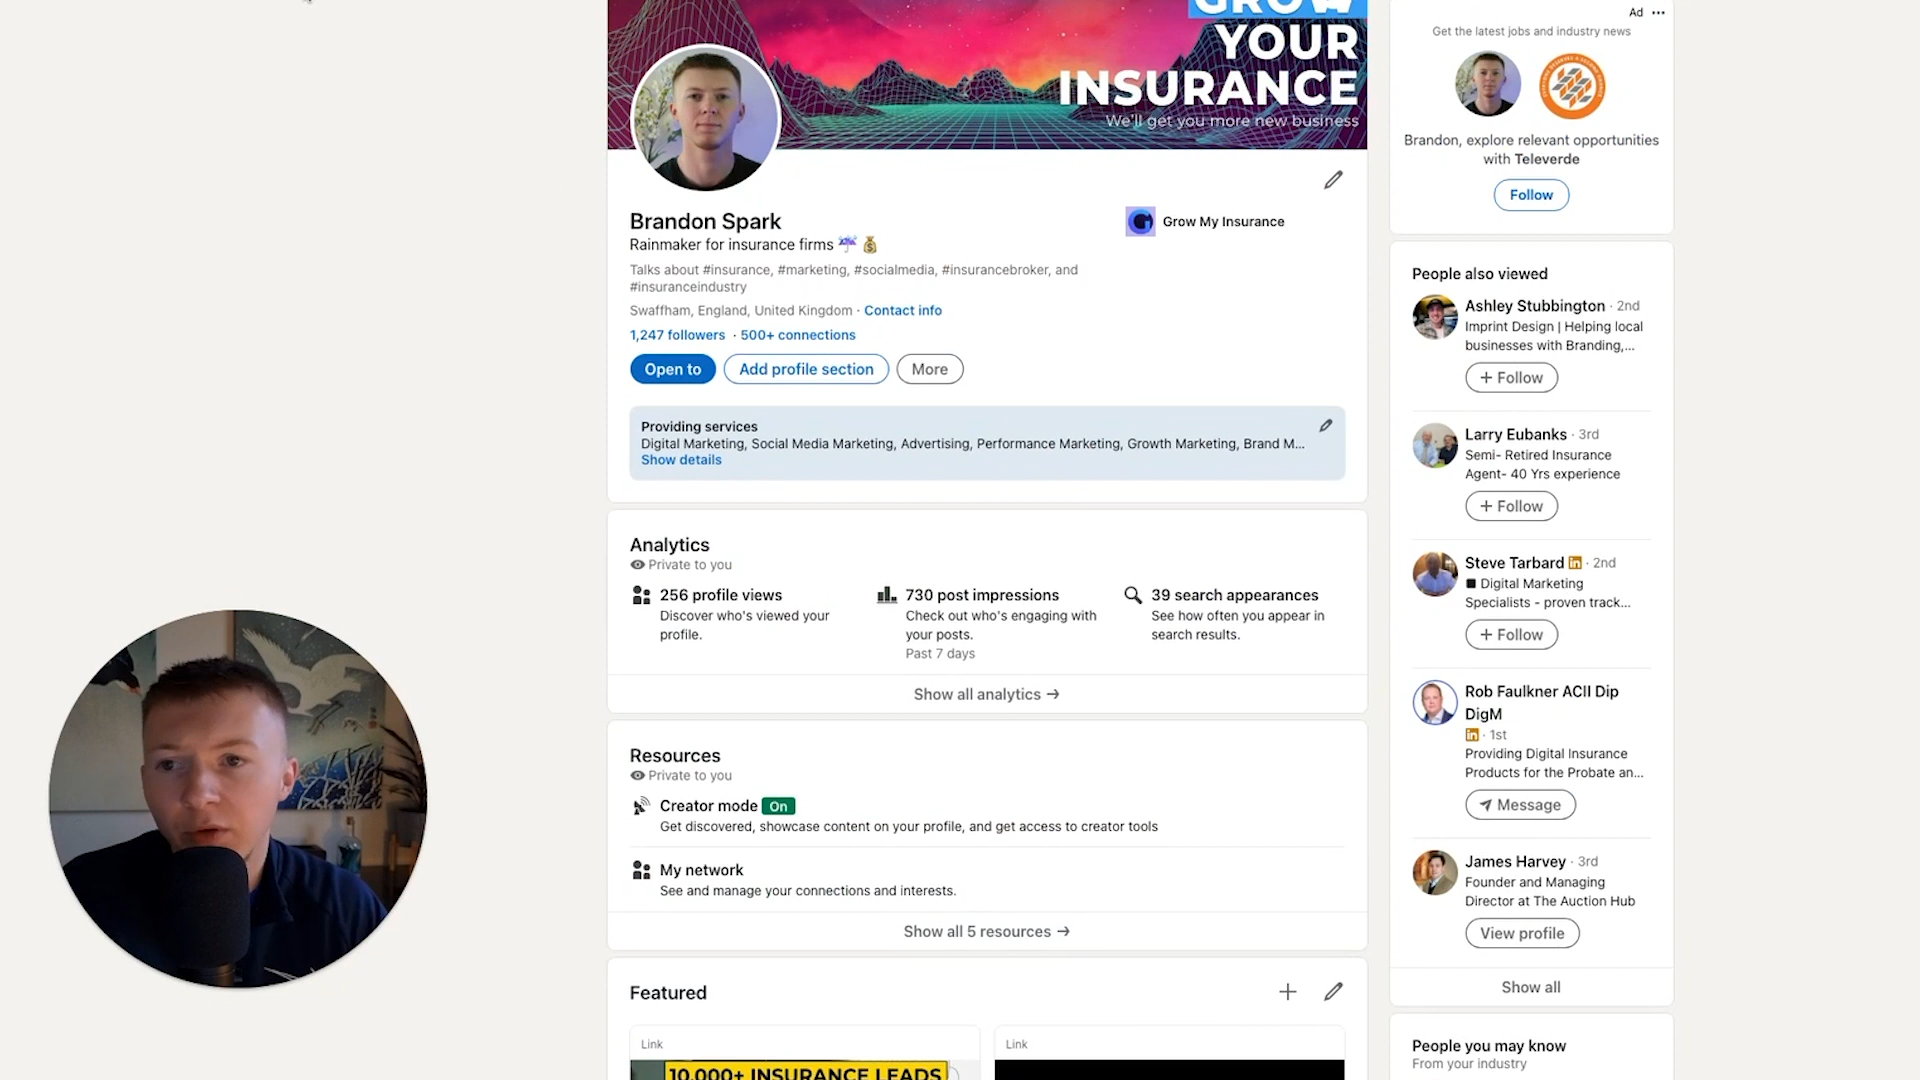 GROW
YOUR
INSURANCE
We'll get you more new business
Brandon Spark
Rainmaker for insurance firms ☔ 💰
Talks about #insurance, #marketing, #socialmedia, #insurancebroker, and
#insuranceindustry
Swaffham, England, United Kingdom · Contact info
1,247 followers · 500+ connections
Open to
Add profile section
More
Grow My Insurance
Providing services
Digital Marketing, Social Media Marketing, Advertising, Performance Marketing, Growth Marketing, Brand M...
Show details
Analytics
Private to you
256 profile views
Discover who's viewed your
profile.
730 post impressions
Check out who's engaging with
your posts.
Past 7 days
39 search appearances
See how often you appear in
search results.
Show all analytics →
Resources
Private to you
Creator mode On
Get discovered, showcase content on your profile, and get access to creator tools
My network
See and manage your connections and interests.
Show all 5 resources →
Featured
Link
10,000+ INSURANCE LEADS
Link
Ad ···
Get the latest jobs and industry news
Brandon, explore relevant opportunities
with Televerde
Follow
People also viewed
Ashley Stubbington · 2nd
Imprint Design | Helping local
businesses with Branding,...
+ Follow
Larry Eubanks · 3rd
Semi- Retired Insurance
Agent- 40 Yrs experience
+ Follow
Steve Tarbard in · 2nd
■ Digital Marketing
Specialists - proven track...
+ Follow
Rob Faulkner ACII Dip
DigM
in · 1st
Providing Digital Insurance
Products for the Probate an...
Message
James Harvey · 3rd
Founder and Managing
Director at The Auction Hub
View profile
Show all
People you may know
From your industry